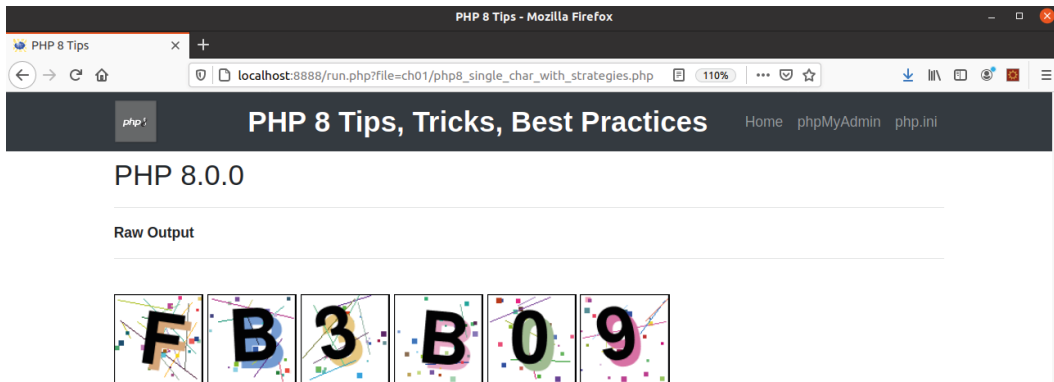 PHP 8 Tips - Mozilla Firefox
PHP 8 Tips
localhost:8888/run.php?file=ch01/php8_single_char_with_strategies.php 110%
php8 PHP 8 Tips, Tricks, Best Practices Home phpMyAdmin php.ini
PHP 8.0.0
Raw Output
F B 3 B 0 9